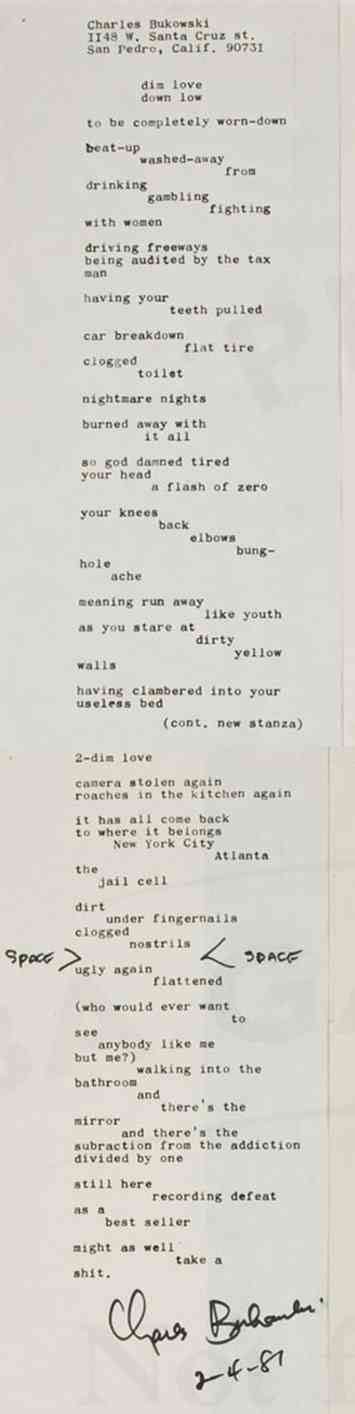 Charles Bukowski
1148 W. Santa Cruz st.
San Pedro, Calif. 90731
dim love
down low
to be completely worn-down
beat-up
washed-away
from
drinking
gambling
fighting
with women
driving freeways
being audited by the tax
man
having your
teeth pulled
car breakdown
flat tire
clogged
toilet
nightmare nights
burned away with
it all
so god damned tired
your head
a flash of zero
your knees
back
elbows
bung-
hole
ache
meaning run away
like youth
as you stare at
dirty
yellow
walls
having clambered into your
useless bed
(cont. new stanza)
2-dim love
camera stolen again
roaches in the kitchen again
it has all come back
to where it belongs
New York City
Atlanta
the
jail cell
dirt
under fingernails
clogged
nostrils
SPACE > < SPACE
ugly again
flattened
(who would ever want
to
see
anybody like me
but me?)
walking into the
bathroom
and
there's the
mirror
and there's the
subraction from the addiction
divided by one
still here
recording defeat
as a
best seller
might as well
take a
shit.
Charles Bukowski
2-4-81